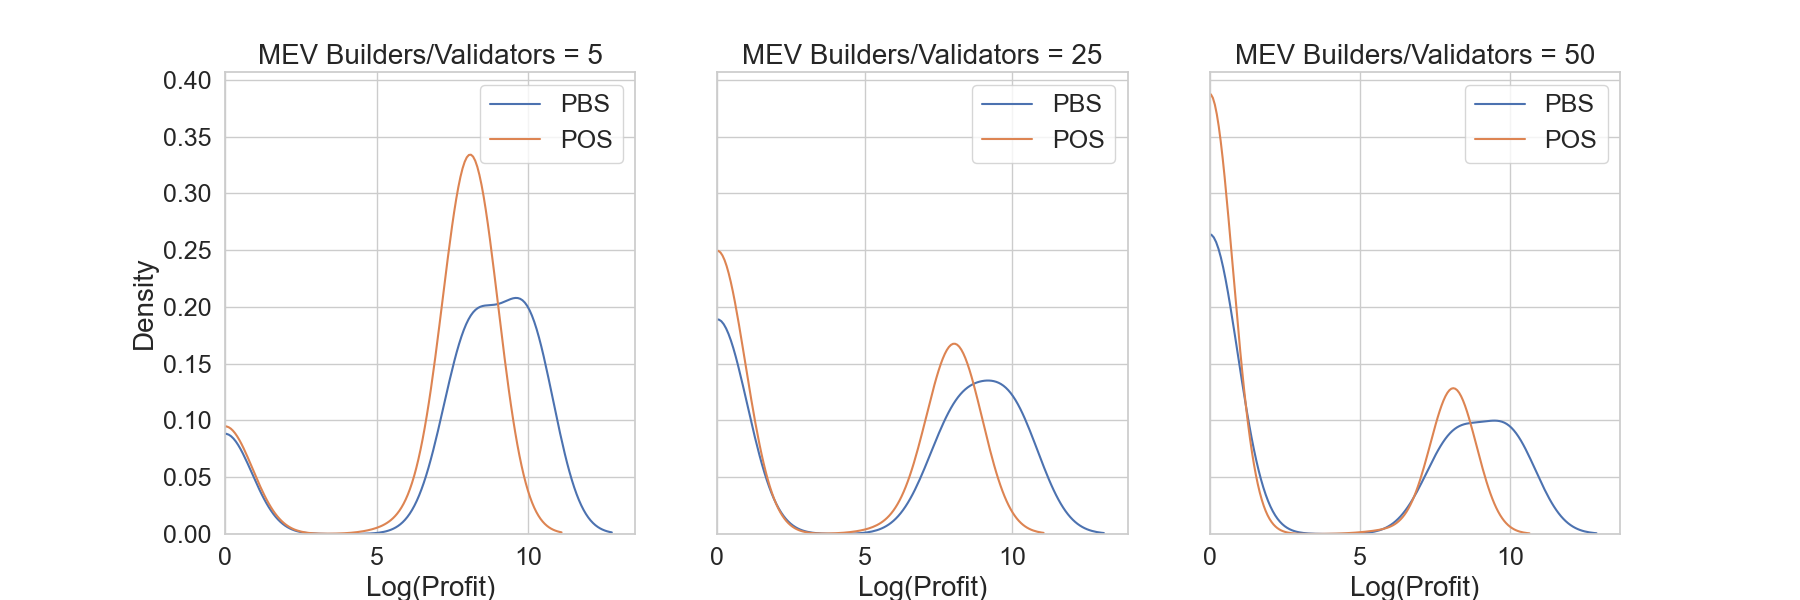 MEV Builders/Validators = 5
PBS
POS
Density
0.40
0.35
0.30
0.25
0.20
0.15
0.10
0.05
0.00
0 5 10
Log(Profit)
MEV Builders/Validators = 25
PBS
POS
0 5 10
Log(Profit)
MEV Builders/Validators = 50
PBS
POS
0 5 10
Log(Profit)